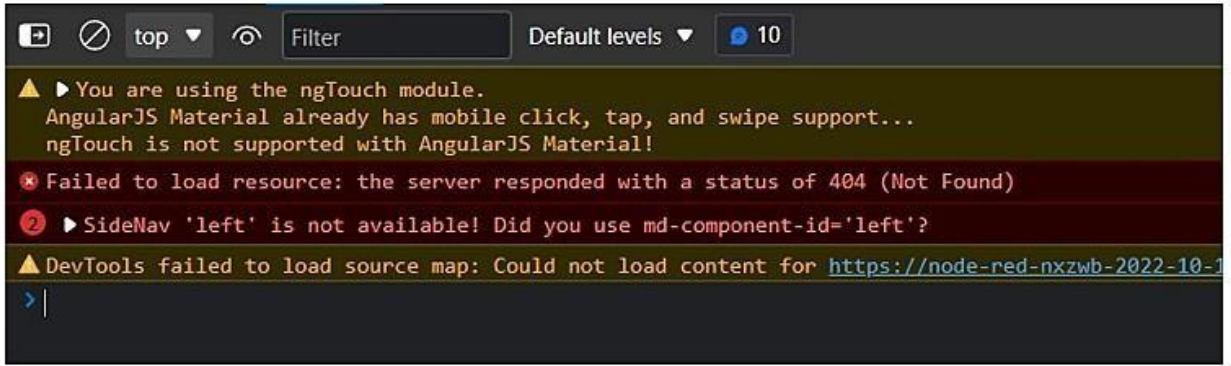 top ▼ Filter Default levels ▼ 10
You are using the ngTouch module.
AngularJS Material already has mobile click, tap, and swipe support...
ngTouch is not supported with AngularJS Material!
Failed to load resource: the server responded with a status of 404 (Not Found)
2 SideNav 'left' is not available! Did you use md-component-id='left'?
DevTools failed to load source map: Could not load content for https://node-red-nxzwb-2022-10-1